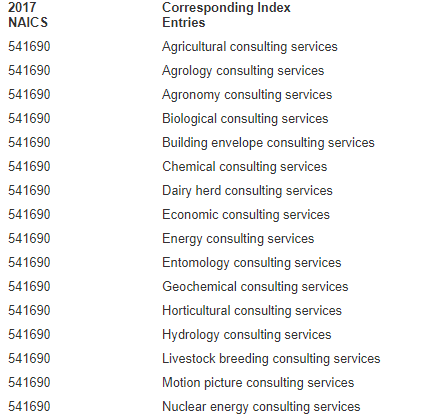 2017 Corresponding Index
NAICS Entries
541690 Agricultural consulting services
541690 Agrology consulting services
541690 Agronomy consulting services
541690 Biological consulting services
541690 Building envelope consulting services
541690 Chemical consulting services
541690 Dairy herd consulting services
541690 Economic consulting services
541690 Energy consulting services
541690 Entomology consulting services
541690 Geochemical consulting services
541690 Horticultural consulting services
541690 Hydrology consulting services
541690 Livestock breeding consulting services
541690 Motion picture consulting services
541690 Nuclear energy consulting services